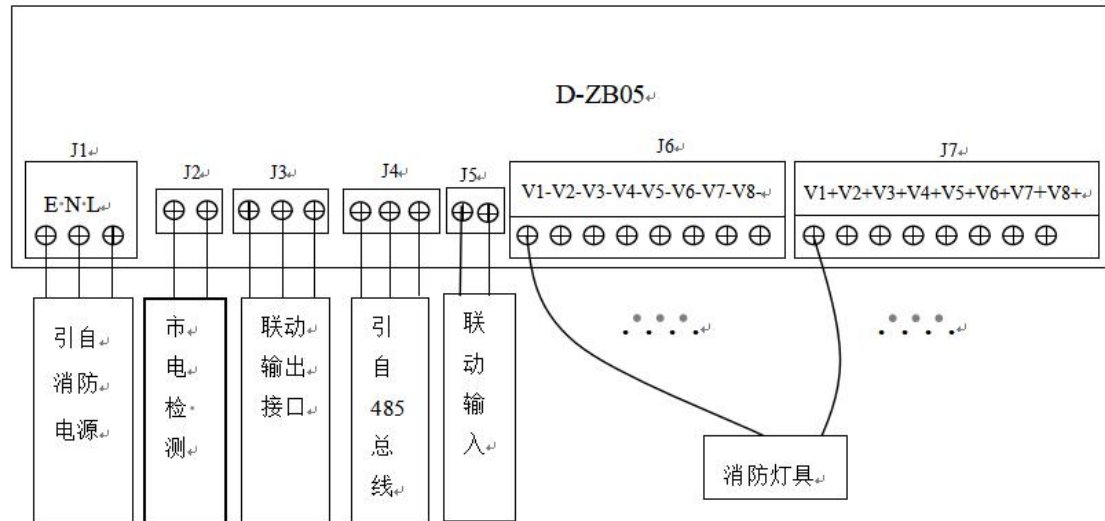 D-ZB05
J1
J2
J3
J4
J5
J6
J7
E·N·L
V1-V2-V3-V4-V5-V6-V7-V8-
V1+V2+V3+V4+V5+V6+V7+V8+
引自
消防
电源
市
电
检·
测
联动
输出
接口
引
自
485
总
线
联
动
输
入
消防灯具